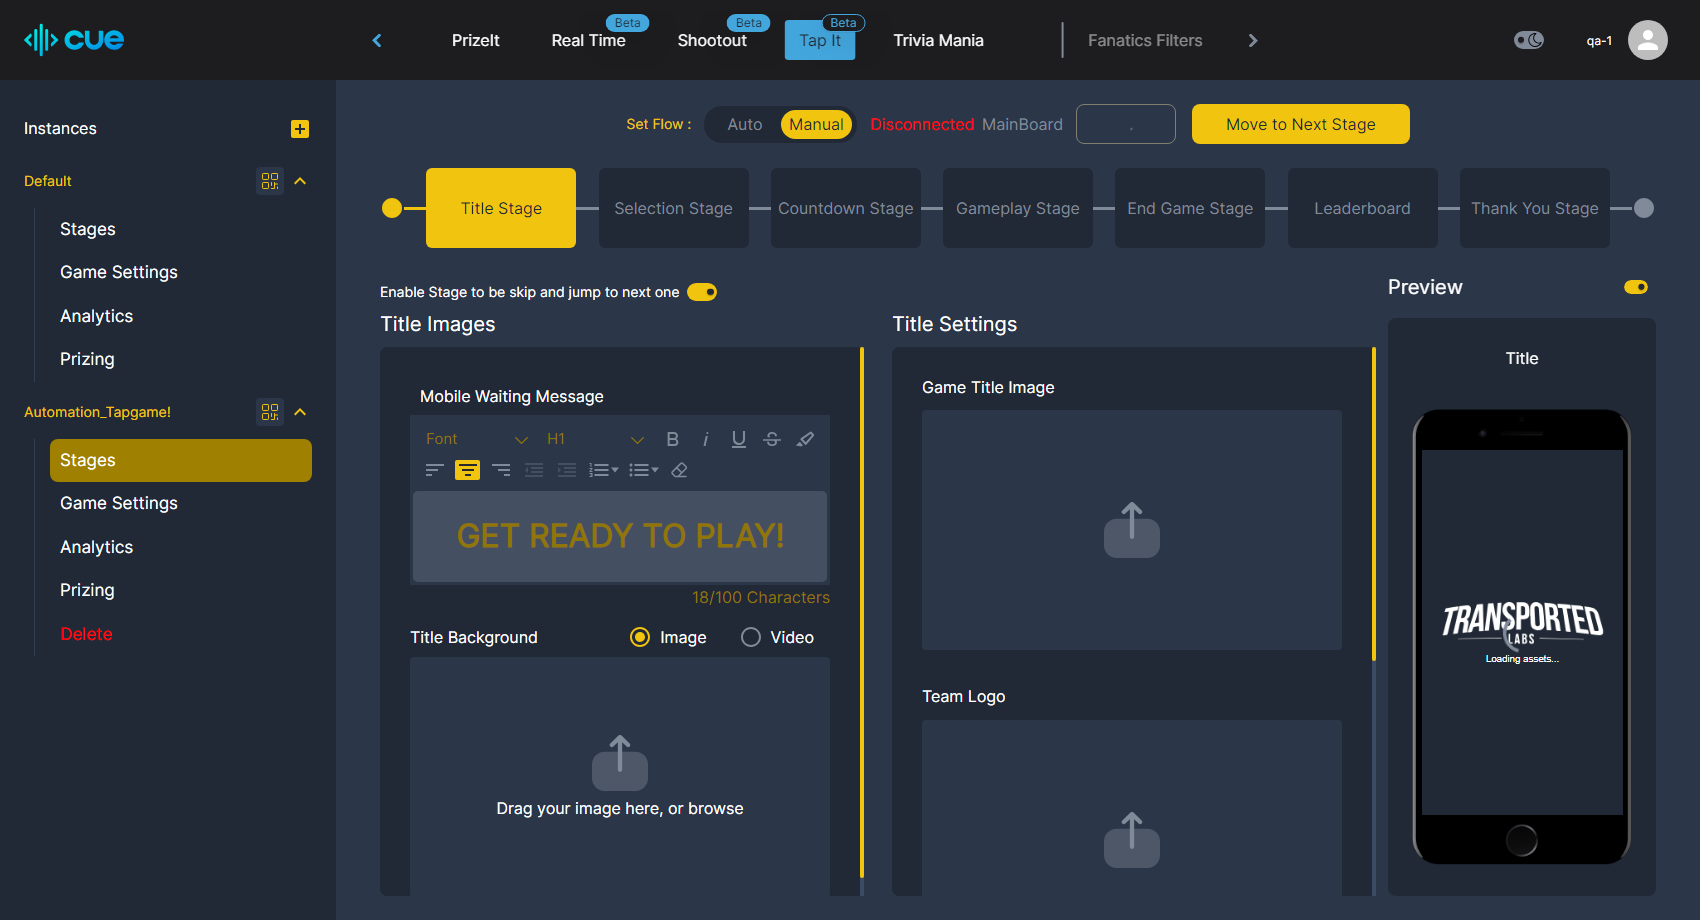 cue
PrizeIt
Real Time
Beta
Shootout
Beta
Tap It
Beta
Trivia Mania
Fanatics Filters
qa-1
Instances
Default
Stages
Game Settings
Analytics
Prizing
Automation_Tapgame!
Stages
Game Settings
Analytics
Prizing
Delete
Set Flow :
Auto
Manual
Disconnected MainBoard
Move to Next Stage
Title Stage
Selection Stage
Countdown Stage
Gameplay Stage
End Game Stage
Leaderboard
Thank You Stage
Enable Stage to be skip and jump to next one
Title Images
Mobile Waiting Message
Font
H1
B i U S
GET READY TO PLAY!
18/100 Characters
Title Background
Image
Video
Drag your image here, or browse
Title Settings
Game Title Image
Team Logo
Preview
Title
TRANSPORTED
LABS
Loading assets...